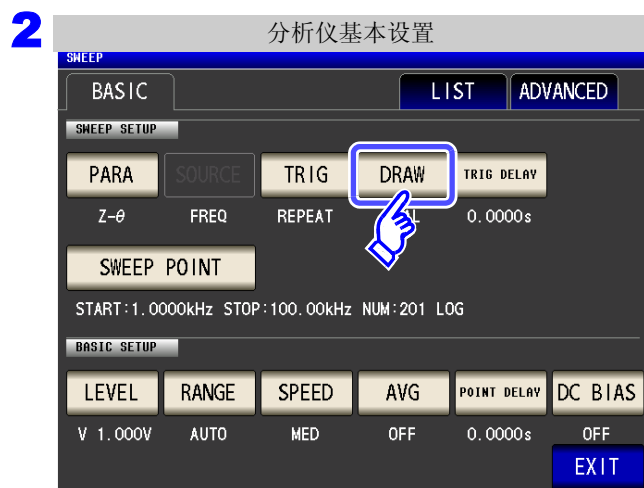 2
分析仪基本设置
SWEEP
BASIC LIST ADVANCED
SWEEP SETUP
PARA SOURCE TRIG DRAW TRIG DELAY
Z-θ FREQ REPEAT 0.0000s
SWEEP POINT
START:1.0000kHz STOP:100.00kHz NUM:201 LOG
BASIC SETUP
LEVEL RANGE SPEED AVG POINT DELAY DC BIAS
V 1.000V AUTO MED OFF 0.0000s OFF
EXIT